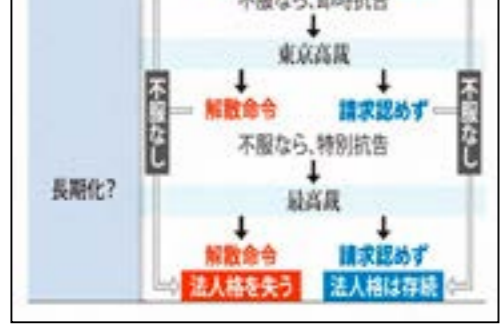 不服なら、即時抗告
東京高裁
不服なし
解散命令
請求認めず
不服なし
不服なら、特別抗告
長期化?
最高裁
解散命令
請求認めず
法人格を失う
法人格は存続